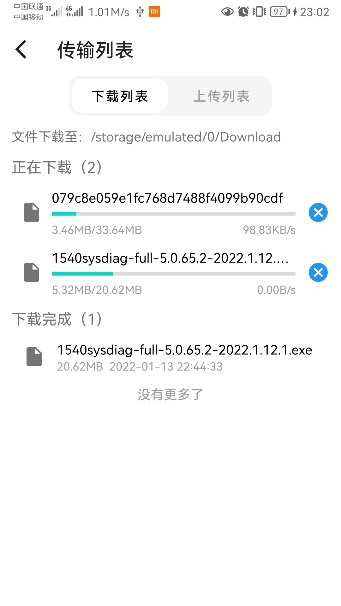 中国联通 3G 4G 1.01M/s 97 23:02
中国移动
传输列表
下载列表 上传列表
文件下载至：/storage/emulated/0/Download
正在下载（2）
079c8e059e1fc768d7488f4099b90cdf
3.46MB/33.64MB 98.83KB/s
1540sysdiag-full-5.0.65.2-2022.1.12....
5.32MB/20.62MB 0.00B/s
下载完成（1）
1540sysdiag-full-5.0.65.2-2022.1.12.1.exe
20.62MB 2022-01-13 22:44:33
没有更多了